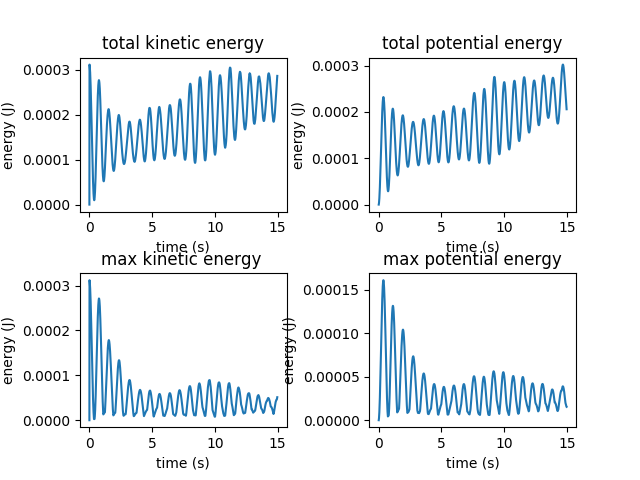 total kinetic energy
energy (J)
0.0003
0.0002
0.0001
0.0000
0 5 10 15
time (s)
total potential energy
energy (J)
0.0003
0.0002
0.0001
0.0000
0 5 10 15
time (s)
max kinetic energy
energy (J)
0.0003
0.0002
0.0001
0.0000
0 5 10 15
time (s)
max potential energy
energy (J)
0.00015
0.00010
0.00005
0.00000
0 5 10 15
time (s)